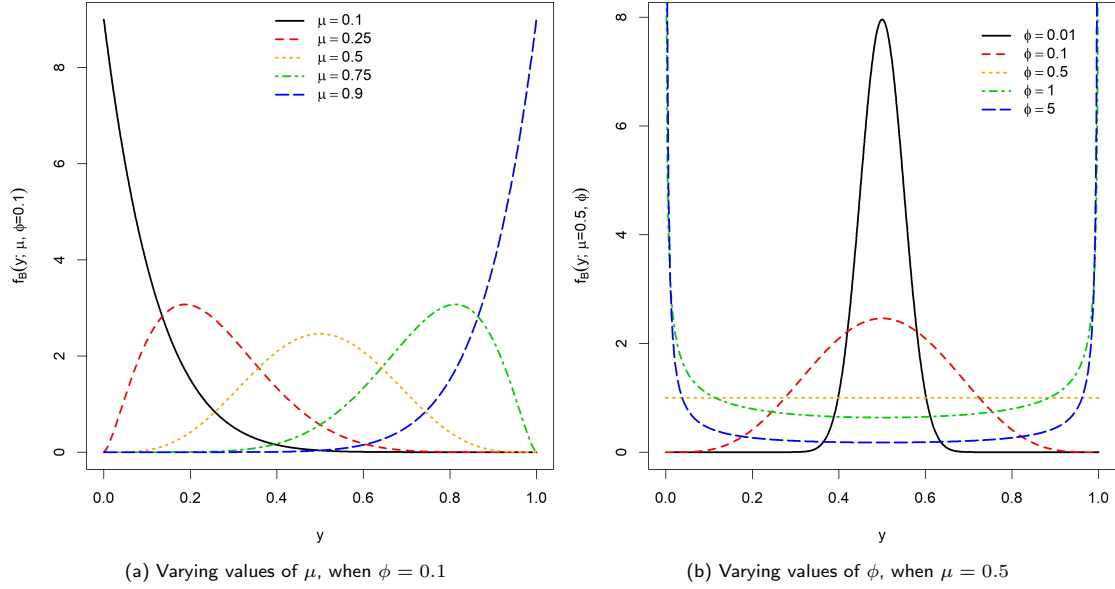 μ = 0.1
μ = 0.25
μ = 0.5
μ = 0.75
μ = 0.9
f_B(y; μ, ϕ=0.1)
0
2
4
6
8
0.0 0.2 0.4 0.6 0.8 1.0
y
(a) Varying values of μ, when ϕ = 0.1
ϕ = 0.01
ϕ = 0.1
ϕ = 0.5
ϕ = 1
ϕ = 5
f_B(y; μ=0.5, ϕ)
0
2
4
6
8
0.0 0.2 0.4 0.6 0.8 1.0
y
(b) Varying values of ϕ, when μ = 0.5